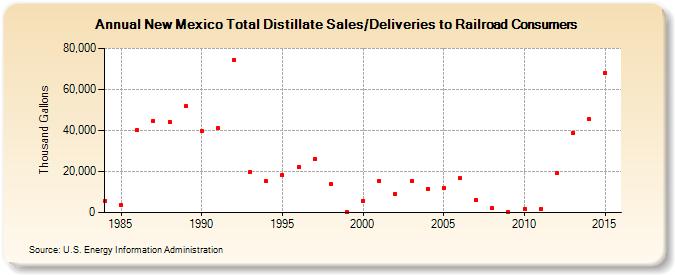 Annual New Mexico Total Distillate Sales/Deliveries to Railroad Consumers
Thousand Gallons
80,000
60,000
40,000
20,000
0
1985 1990 1995 2000 2005 2010 2015
Source: U.S. Energy Information Administration